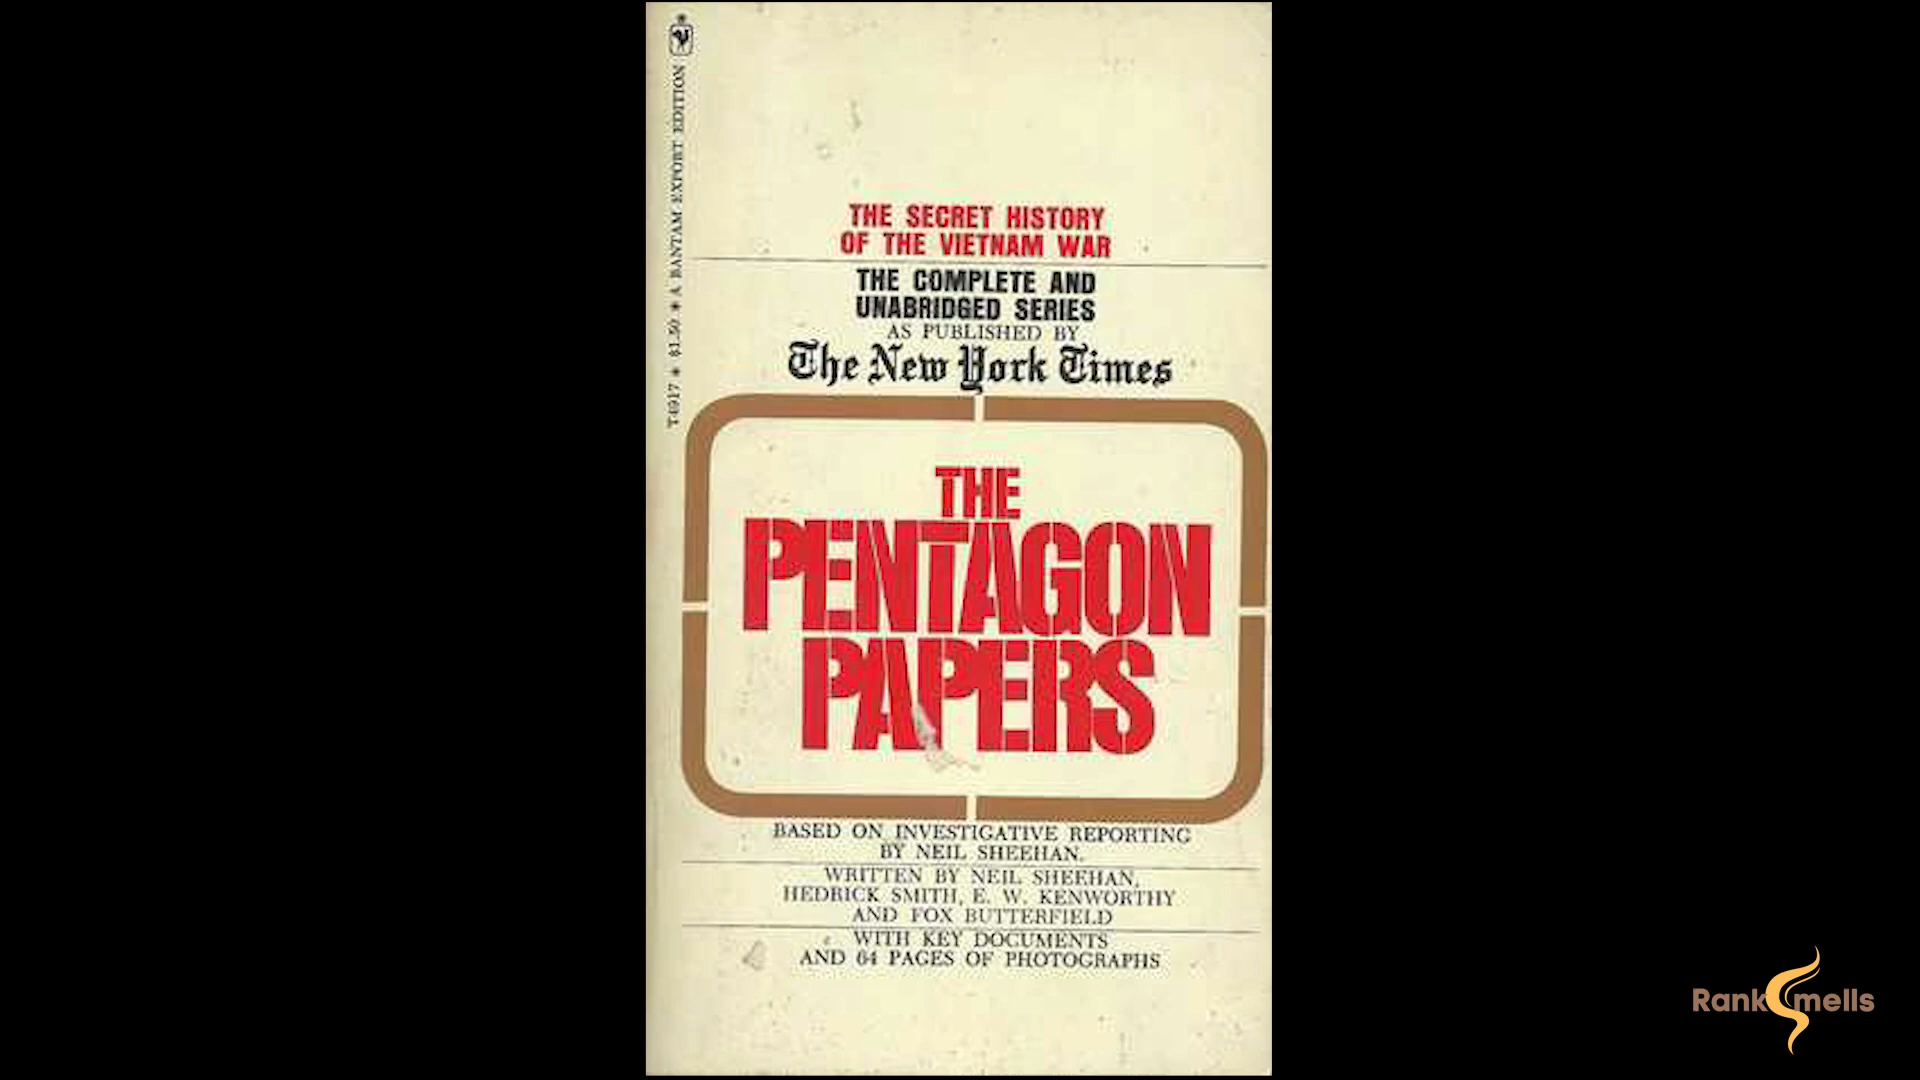 T4917 * $1.50 * A BANTAM EXPORT EDITION
THE SECRET HISTORY
OF THE VIETNAM WAR
THE COMPLETE AND
UNABRIDGED SERIES
AS PUBLISHED BY
The New York Times
THE
PENTAGON
PAPERS
BASED ON INVESTIGATIVE REPORTING
BY NEIL SHEEHAN.
WRITTEN BY NEIL SHEEHAN,
HEDRICK SMITH, E. W. KENWORTHY
AND FOX BUTTERFIELD
WITH KEY DOCUMENTS
AND 64 PAGES OF PHOTOGRAPHS
RankSmells